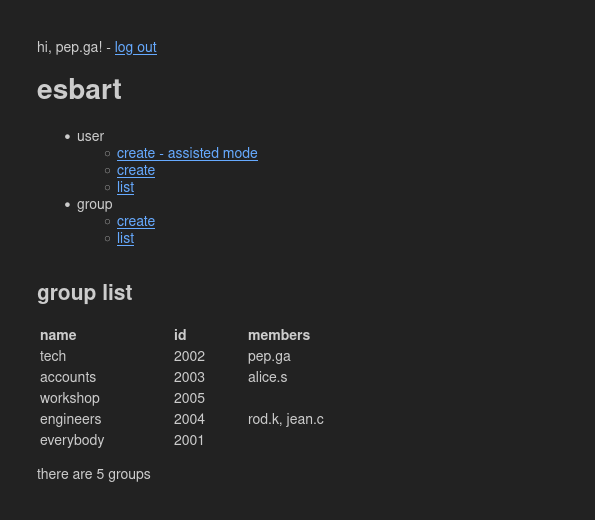 hi, pep.ga! - log out
esbart
user
create - assisted mode
create
list
group
create
list
group list
name id members
tech 2002 pep.ga
accounts 2003 alice.s
workshop 2005
engineers 2004 rod.k, jean.c
everybody 2001
there are 5 groups